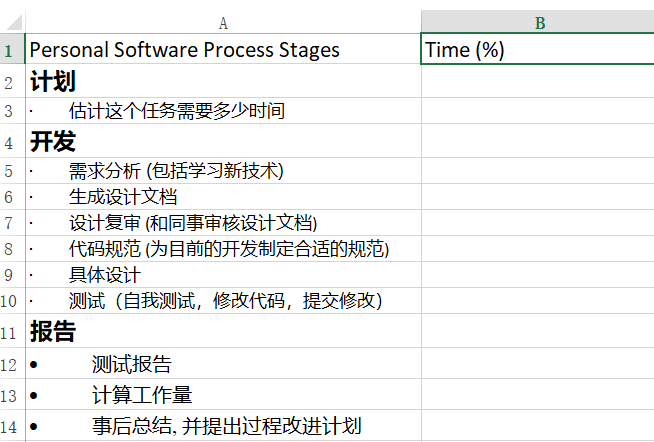 A B
1 Personal Software Process Stages Time (%)
2 计划
3 · 估计这个任务需要多少时间
4 开发
5 · 需求分析 (包括学习新技术)
6 · 生成设计文档
7 · 设计复审 (和同事审核设计文档)
8 · 代码规范 (为目前的开发制定合适的规范)
9 · 具体设计
10 · 测试（自我测试，修改代码，提交修改）
11 报告
12 • 测试报告
13 • 计算工作量
14 • 事后总结, 并提出过程改进计划